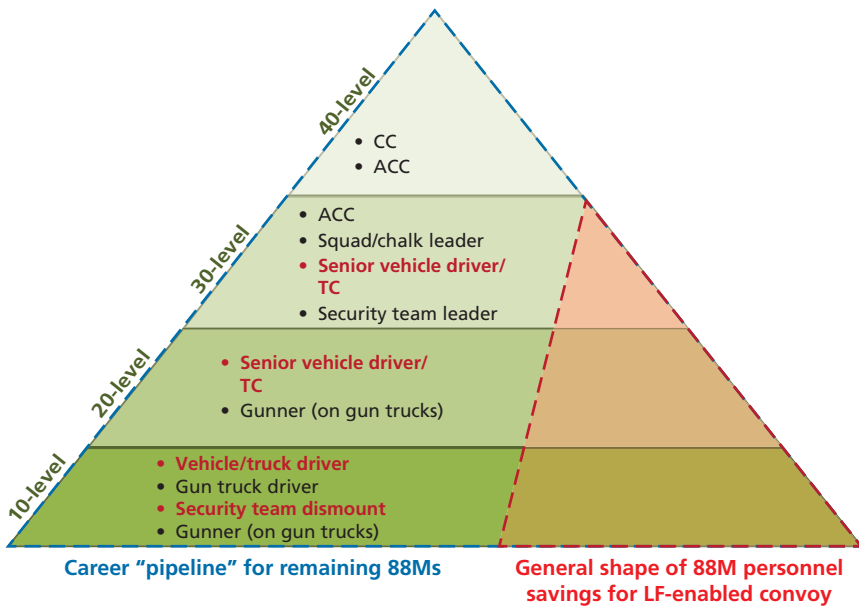 40-level
• CC
• ACC
30-level
• ACC
• Squad/chalk leader
• Senior vehicle driver/
TC
• Security team leader
20-level
• Senior vehicle driver/
TC
• Gunner (on gun trucks)
10-level
• Vehicle/truck driver
• Gun truck driver
• Security team dismount
• Gunner (on gun trucks)
Career “pipeline” for remaining 88Ms
General shape of 88M personnel
savings for LF-enabled convoy